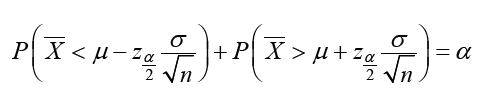 P(X̅ < μ − z_{α/2} σ/√n) + P(X̅ > μ + z_{α/2} σ/√n) = α